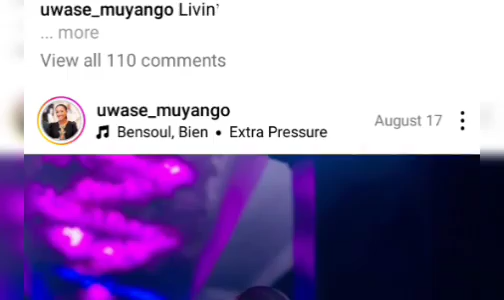 uwase_muyango Livin'
... more
View all 110 comments
uwase_muyango
Bensoul, Bien • Extra Pressure
August 17